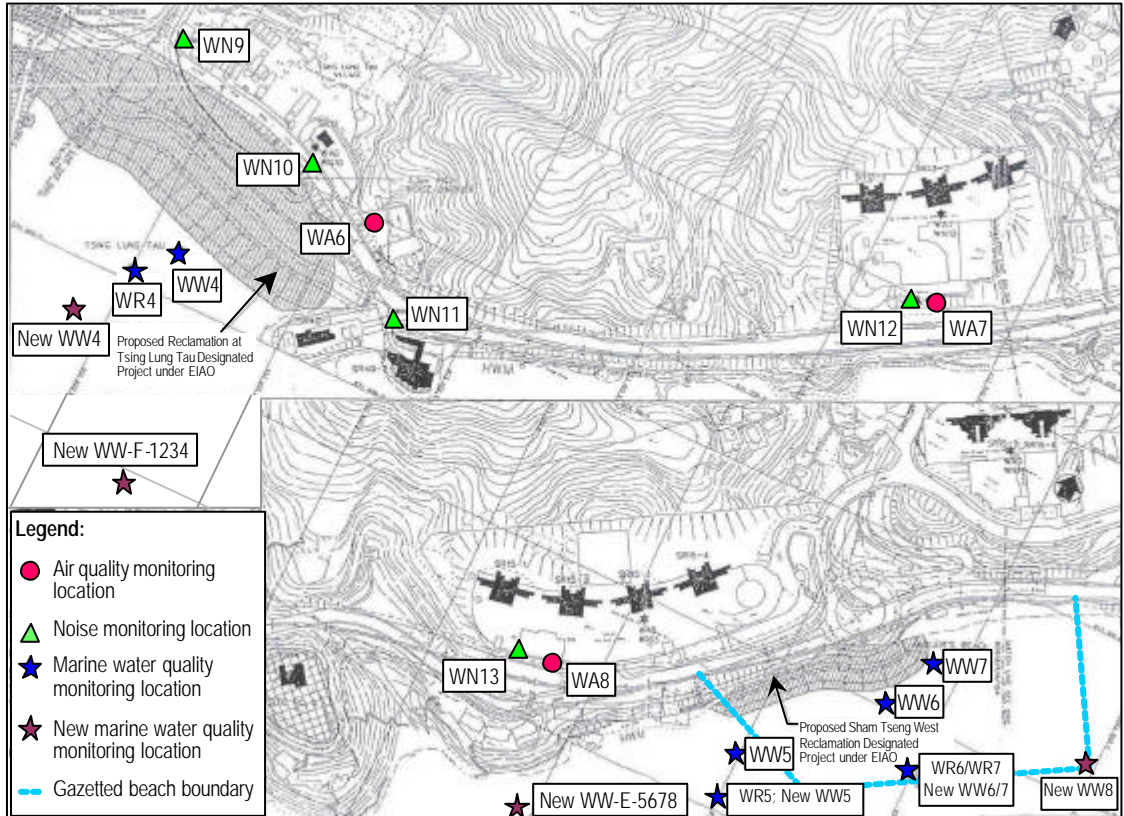 WN9
WN10
WA6
WW4
WR4
New WW4
Proposed Reclamation at
Tsing Lung Tau Designated
Project under EIAO
WN11
WN12
WA7
TSING LUNG TAU
New WW-F-1234
Legend:
Air quality monitoring
location
Noise monitoring location
Marine water quality
monitoring location
New marine water quality
monitoring location
Gazetted beach boundary
WN13
WA8
WW7
WW6
Proposed Sham Tseng West
Reclamation Designated
Project under EIAO
WW5
WR5; New WW5
WR6/WR7
New WW6/7
New WW8
New WW-E-5678